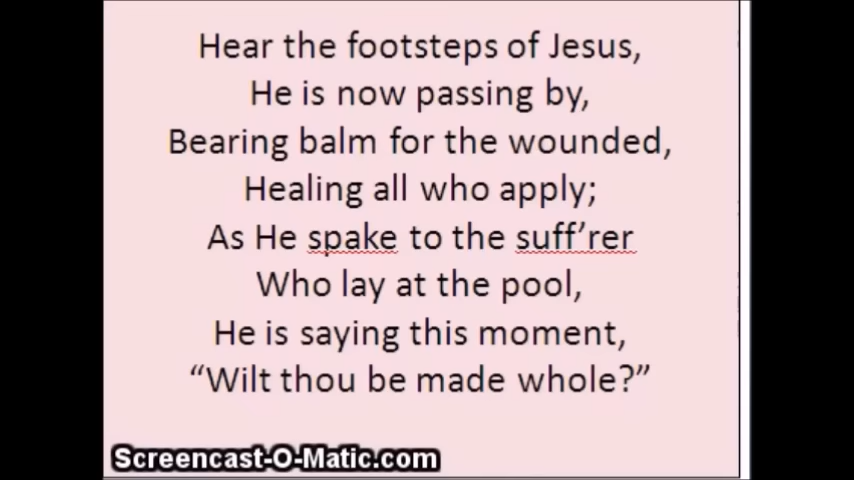 Hear the footsteps of Jesus,
He is now passing by,
Bearing balm for the wounded,
Healing all who apply;
As He spake to the suff’rer
Who lay at the pool,
He is saying this moment,
“Wilt thou be made whole?”
Screencast-O-Matic.com